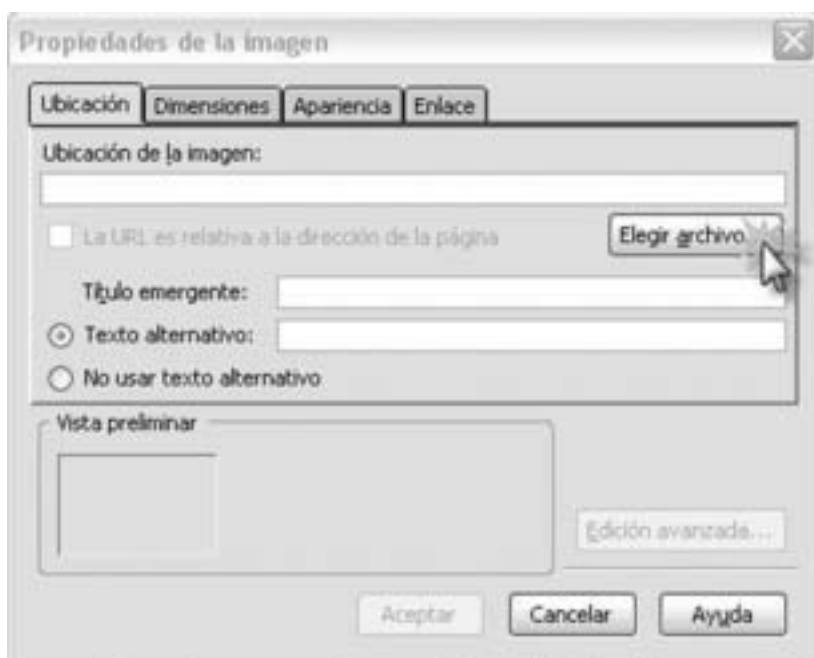 Propiedades de la imagen
Ubicación Dimensiones Apariencia Enlace
Ubicación de la imagen:
La URL es relativa a la dirección de la página
Elegir archivo
Título emergente:
Texto alternativo:
No usar texto alternativo
Vista preliminar
Edición avanzada...
Aceptar Cancelar Ayuda